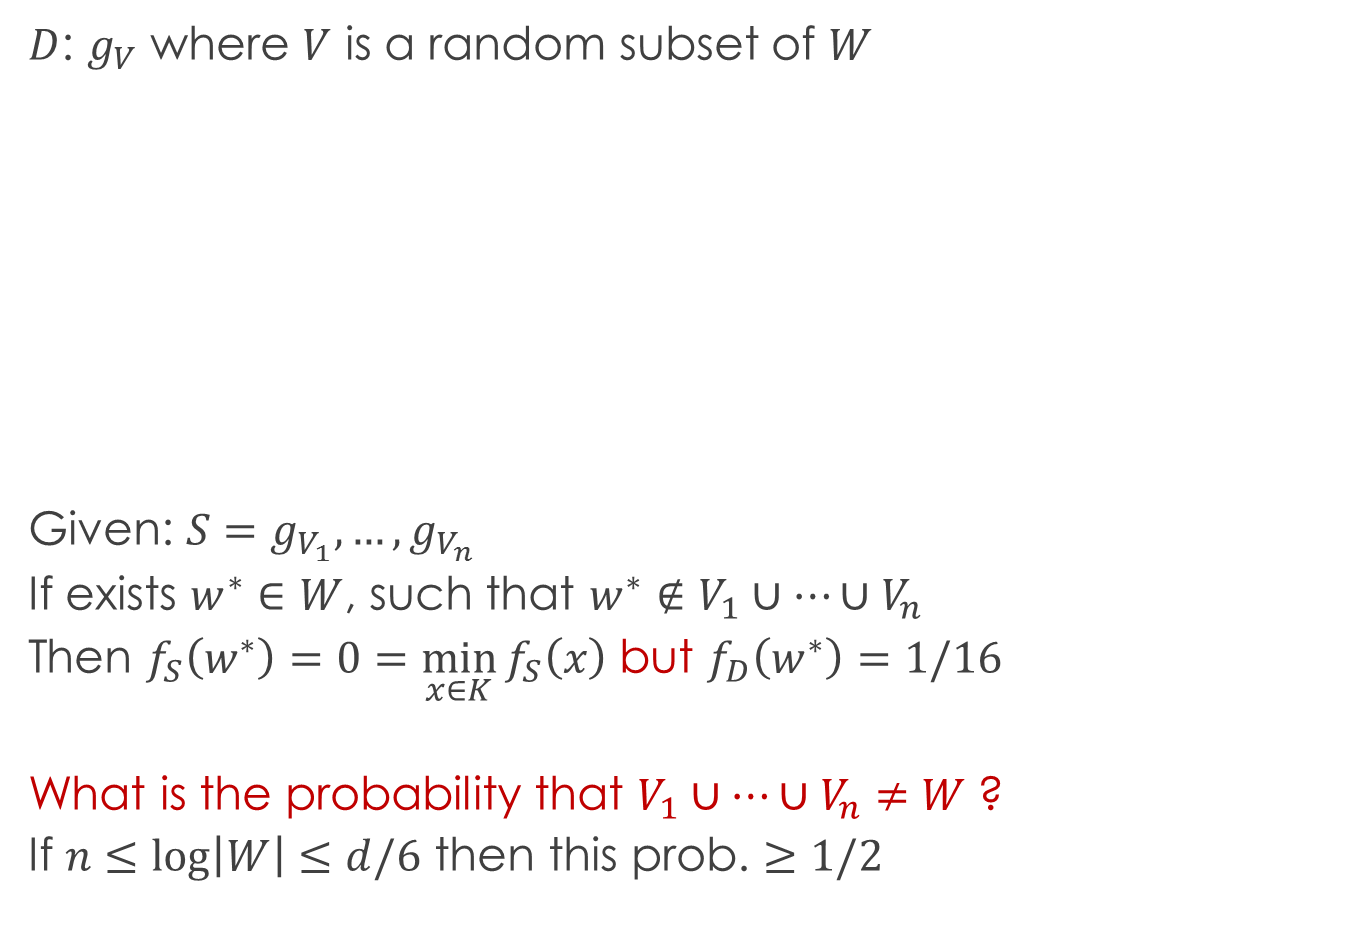 D: g_V where V is a random subset of W
Given: S = g_{V_1}, … , g_{V_n}
If exists w* ∈ W, such that w* ∉ V_1 ∪ ⋯ ∪ V_n
Then f_S(w*) = 0 = min_{x∈K} f_S(x) but f_D(w*) = 1/16
What is the probability that V_1 ∪ ⋯ ∪ V_n ≠ W ?
If n ≤ log|W| ≤ d/6 then this prob. ≥ 1/2